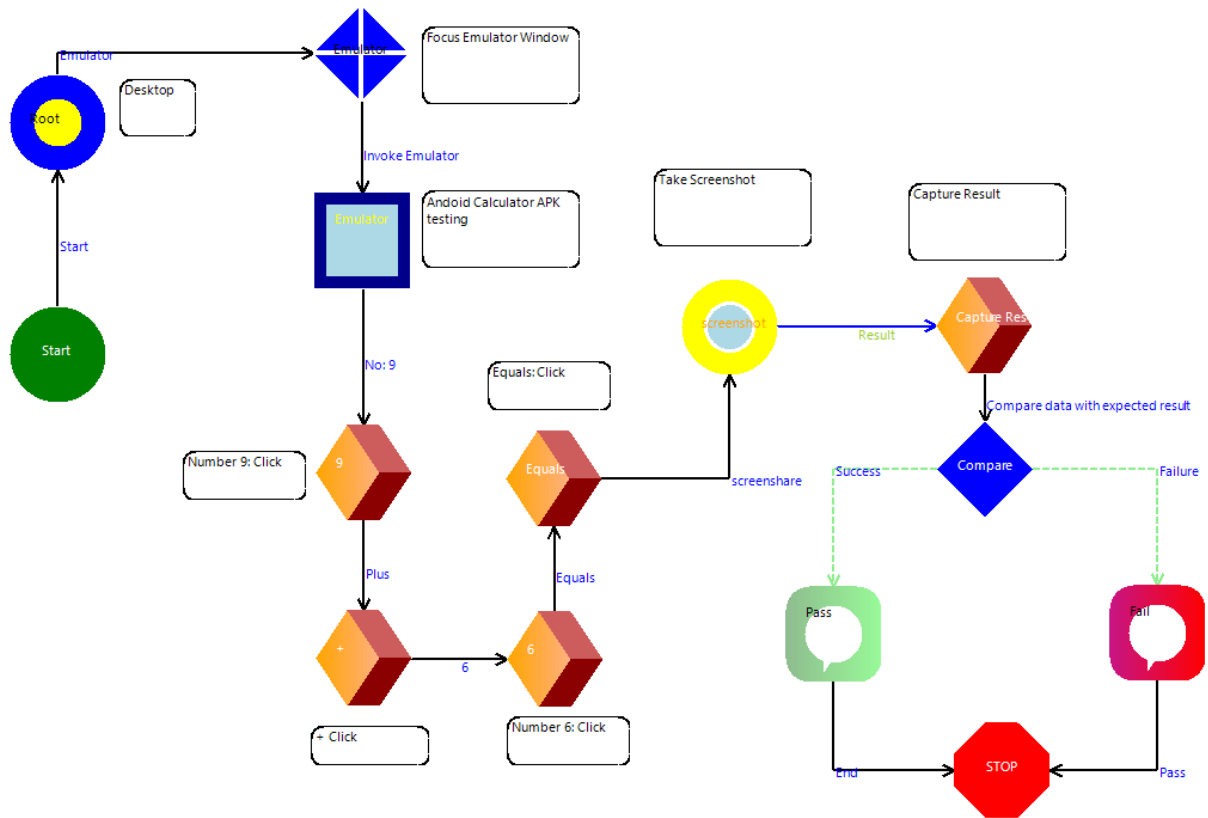 Emulator
Emulator
Focus Emulator Window
Root
Desktop
Invoke Emulator
Take Screenshot
Capture Result
Emulator
Andoid Calculator APK
testing
Start
Start
screenshot
Result
Capture Res
No: 9
Equals: Click
Compare data with expected result
Number 9: Click
9
Equals
screenshare
Success
Compare
Failure
Plus
Equals
Pass
Fail
+
6
6
+ Click
Number 6: Click
End
STOP
Pass